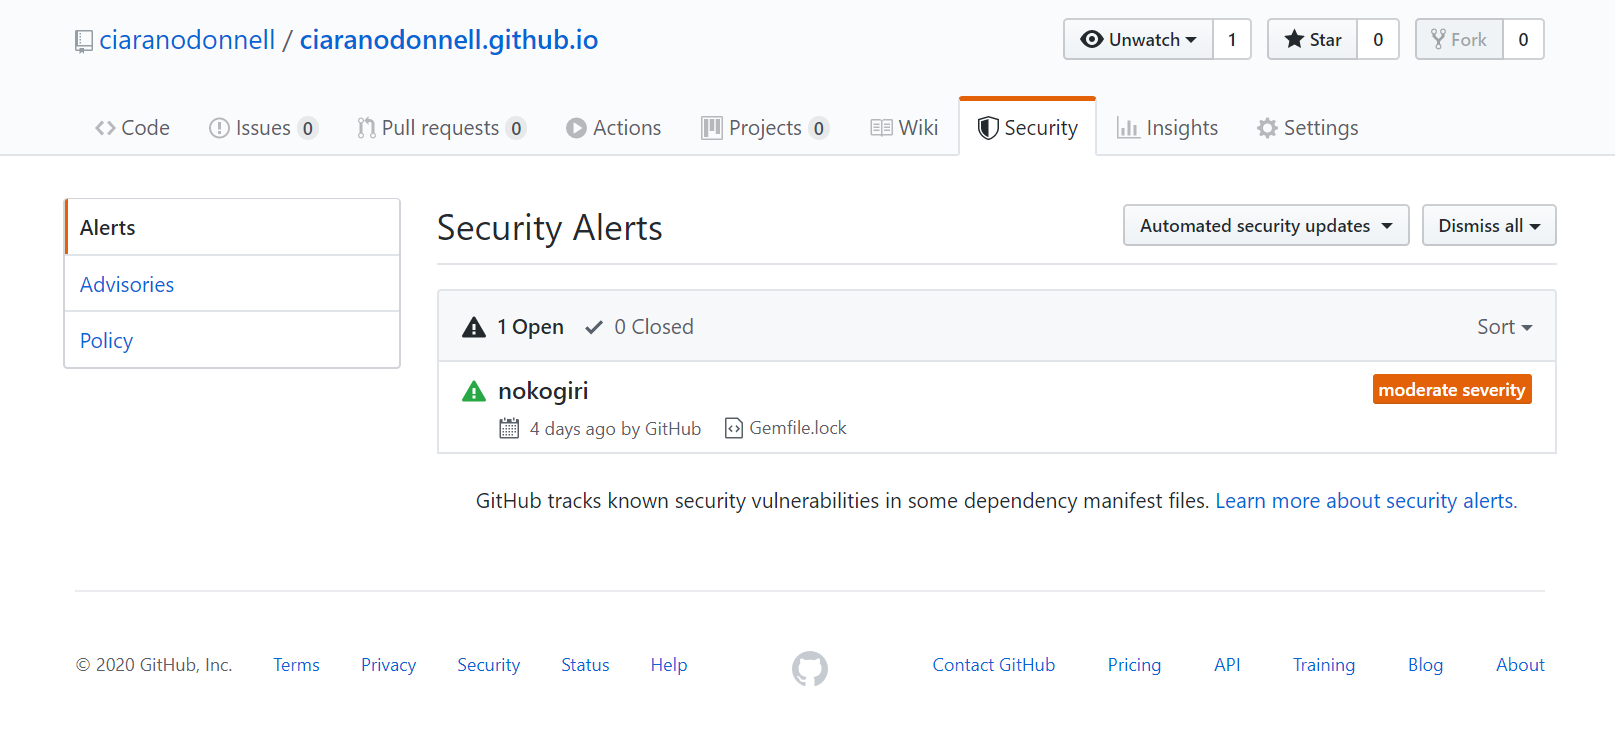 ciaranodonnell / ciaranodonnell.github.io Unwatch 1 Star 0 Fork 0
Code Issues 0 Pull requests 0 Actions Projects 0 Wiki Security Insights Settings
Alerts
Advisories
Policy
Security Alerts Automated security updates Dismiss all
1 Open 0 Closed Sort
nokogiri moderate severity
4 days ago by GitHub Gemfile.lock
GitHub tracks known security vulnerabilities in some dependency manifest files. Learn more about security alerts.
© 2020 GitHub, Inc. Terms Privacy Security Status Help Contact GitHub Pricing API Training Blog About